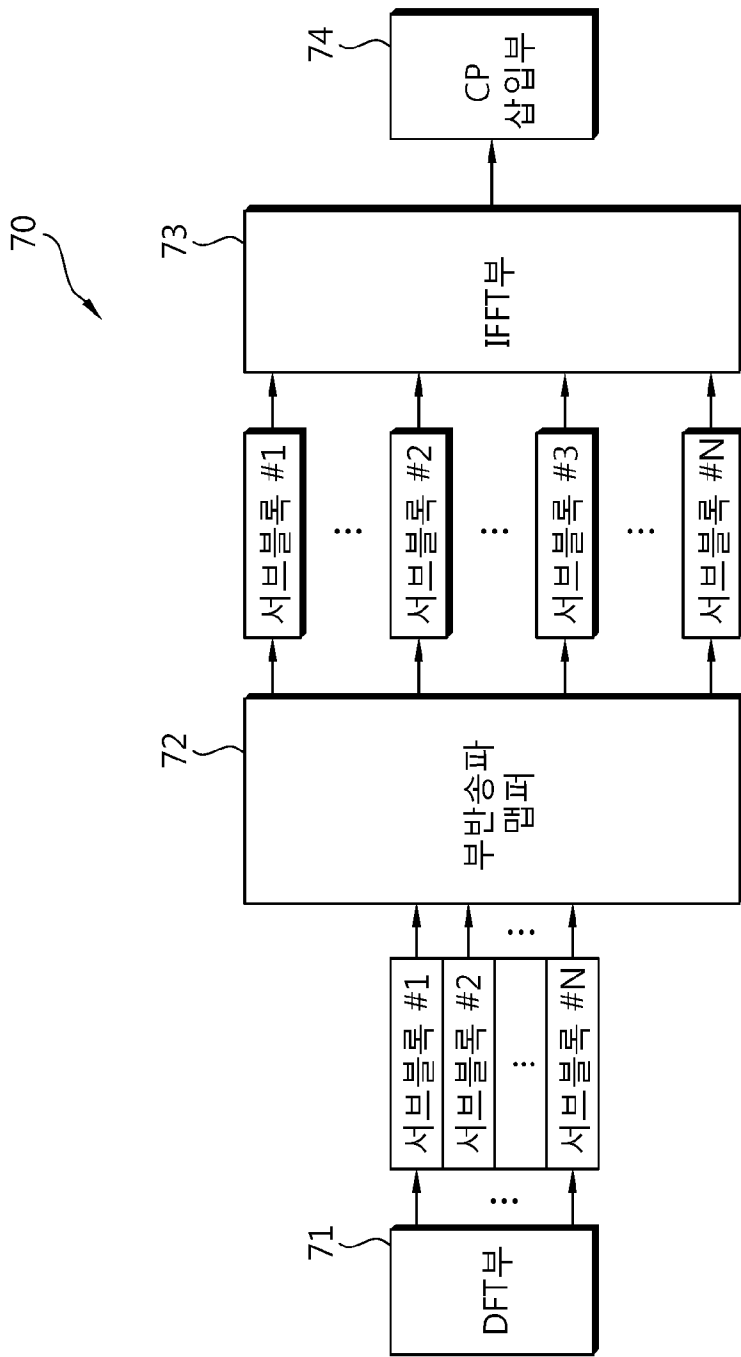 70
71
DFT부
...
서브블록 #1
서브블록 #2
...
서브블록 #N
...
72
부반송파
맵퍼
서브블록 #1
...
서브블록 #2
...
서브블록 #3
...
서브블록 #N
73
IFFT부
74
CP
삽입부